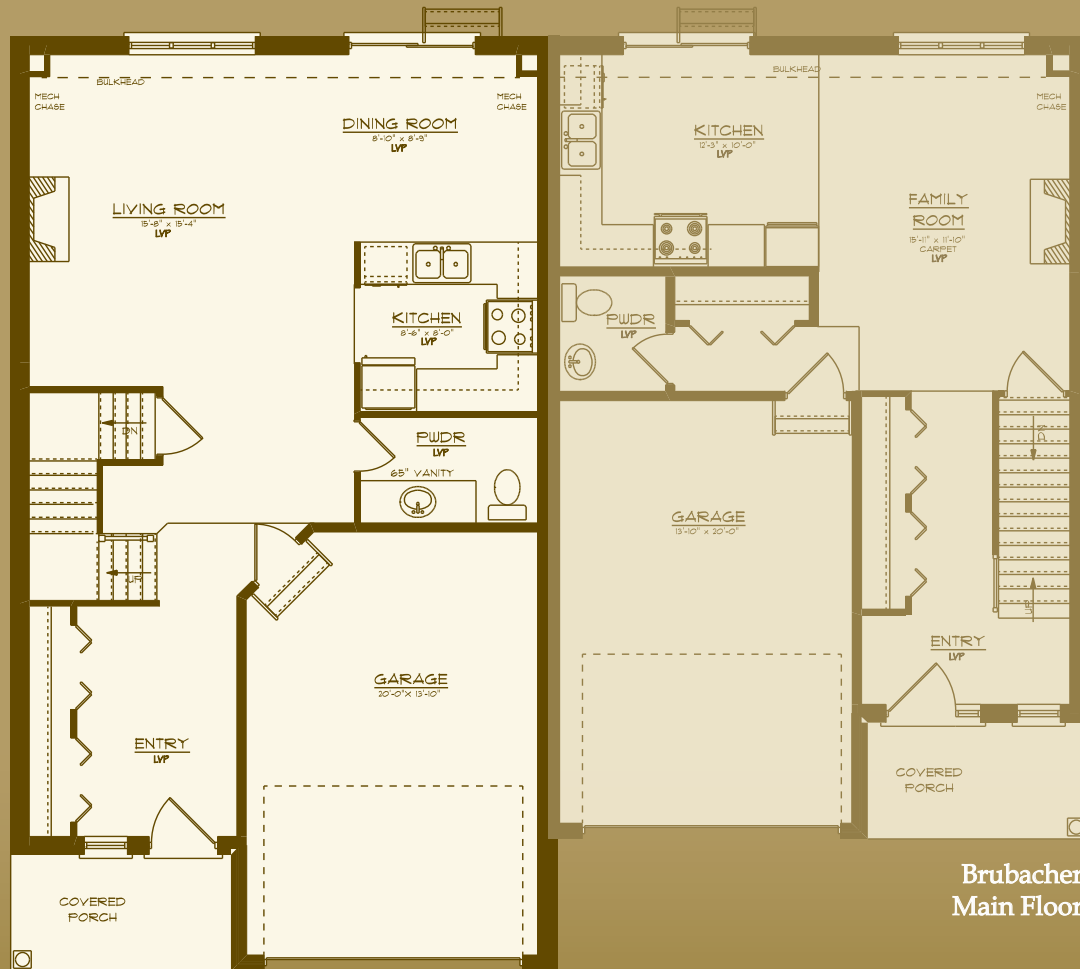 BULKHEAD
MECH
CHASE
MECH
CHASE
DINING ROOM
8'-10" x 8'-9"
LVP
LIVING ROOM
15'-8" x 15'-4"
LVP
KITCHEN
8'-6" x 8'-0"
LVP
DN
PWDR
LVP
65" VANITY
UP
GARAGE
20'-0"X 13'-10"
ENTRY
LVP
COVERED
PORCH
BULKHEAD
MECH
CHASE
KITCHEN
12'-3" x 10'-0"
LVP
FAMILY
ROOM
15'-11" x 11'-10"
CARPET
LVP
PWDR
LVP
DN
GARAGE
13'-10" x 20'-0"
UP
ENTRY
LVP
COVERED
PORCH
Brubacher
Main Floor